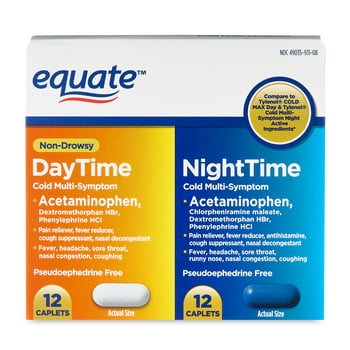 NDC 49035-931-08
equate™
Compare to
Tylenol® COLD
MAX Day & Tylenol®
Cold Multi-
Symptom Night
Active
Ingredients*
Non-Drowsy
DayTime
Cold Multi-Symptom
• Acetaminophen,
Dextromethorphan HBr,
Phenylephrine HCl
• Pain reliever, fever reducer,
cough suppressant, nasal decongestant
• Fever, headache, sore throat,
nasal congestion, coughing
Pseudoephedrine Free
12
CAPLETS
Actual Size
NightTime
Cold Multi-Symptom
• Acetaminophen,
Chlorpheniramine maleate,
Dextromethorphan HBr,
Phenylephrine HCl
• Pain reliever, fever reducer, antihistamine,
cough suppressant, nasal decongestant
• Fever, headache, sore throat,
runny nose, nasal congestion, coughing
Pseudoephedrine Free
12
CAPLETS
Actual Size